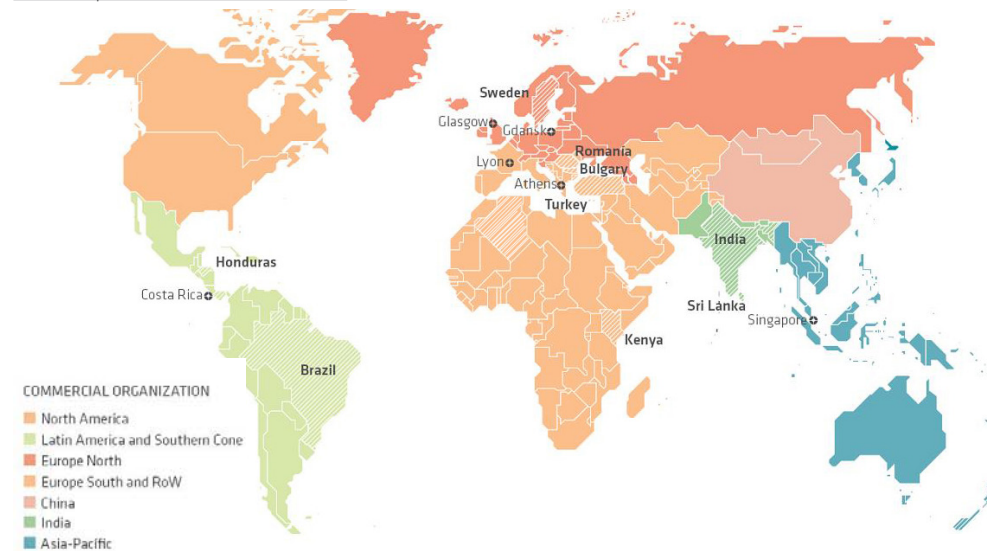 Sweden
Glasgow
Gdansk
Romania
Lyon
Bulgary
Athens
Turkey
India
Honduras
Costa Rica
Sri Lanka
Singapore
Kenya
Brazil
COMMERCIAL ORGANIZATION
North America
Latin America and Southern Cone
Europe North
Europe South and RoW
China
India
Asia-Pacific